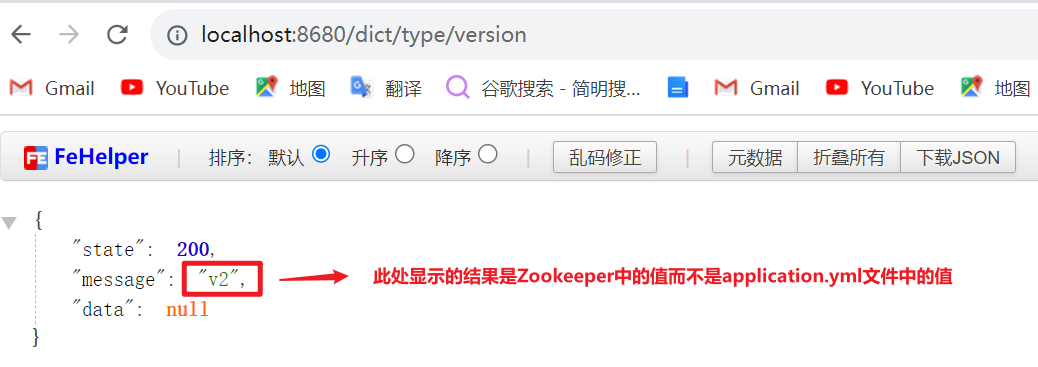 localhost:8680/dict/type/version
Gmail YouTube 地图 翻译 谷歌搜索 - 简明搜... Gmail YouTube 地图
FE FeHelper 排序: 默认 升序 降序 乱码修正 元数据 折叠所有 下载JSON
{
"state": 200,
"message": "v2", 此处显示的结果是Zookeeper中的值而不是application.yml文件中的值
"data": null
}